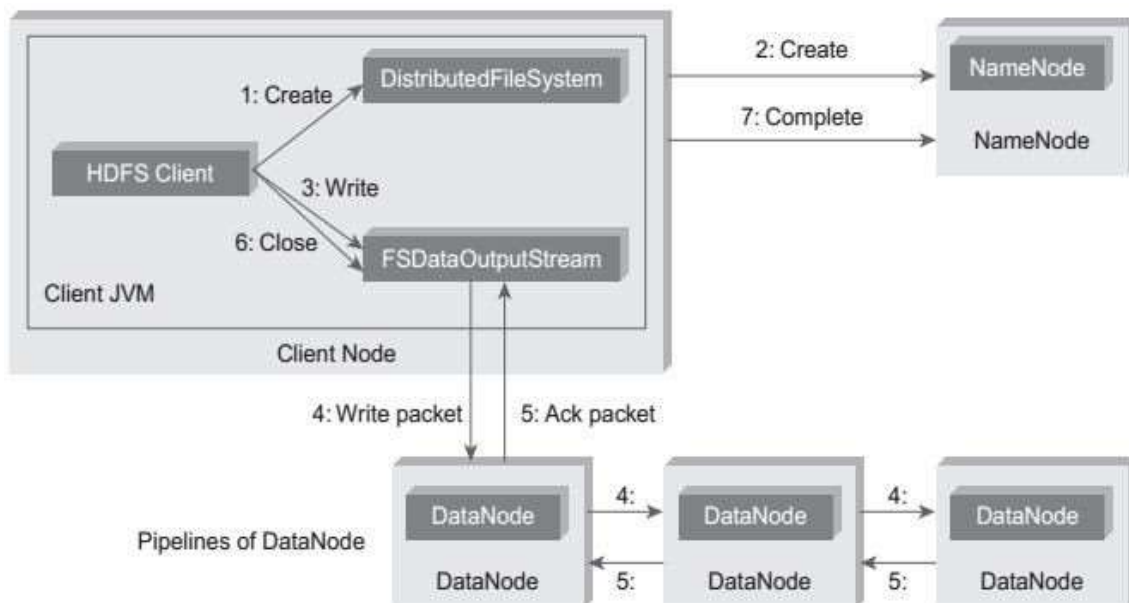 DistributedFileSystem
2: Create
NameNode
1: Create
7: Complete
NameNode
HDFS Client
3: Write
6: Close
FSDataOutputStream
Client JVM
Client Node
4: Write packet
5: Ack packet
DataNode
4:
DataNode
4:
DataNode
Pipelines of DataNode
DataNode
5:
DataNode
5:
DataNode